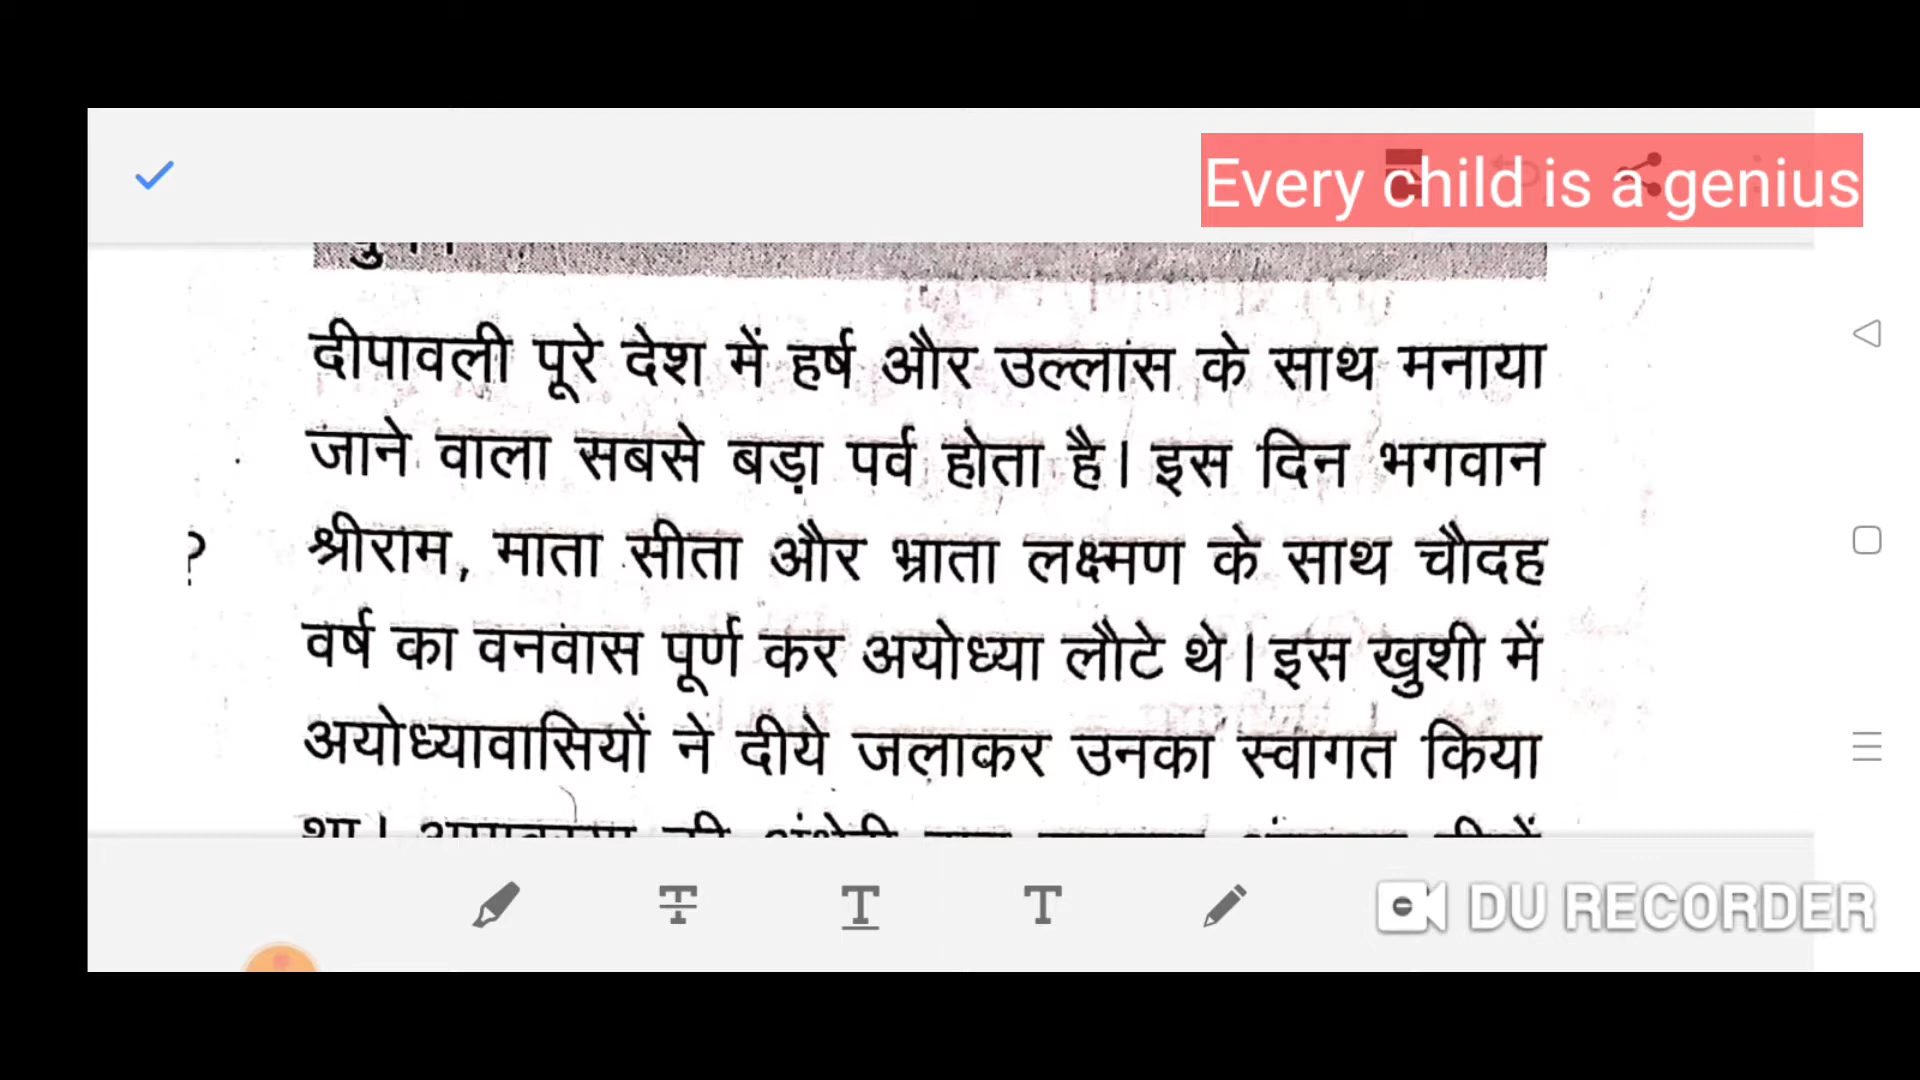 Every child is a genius
दीपावली पूरे देश में हर्ष और उल्लास के साथ मनाया
जाने वाला सबसे बड़ा पर्व होता है। इस दिन भगवान
?
श्रीराम, माता सीता और भ्राता लक्ष्मण के साथ चौदह
वर्ष का वनवास पूर्ण कर अयोध्या लौटे थे। इस खुशी में
अयोध्यावासियों ने दीये जलाकर उनका स्वागत किया
था।
T T T
DU RECORDER